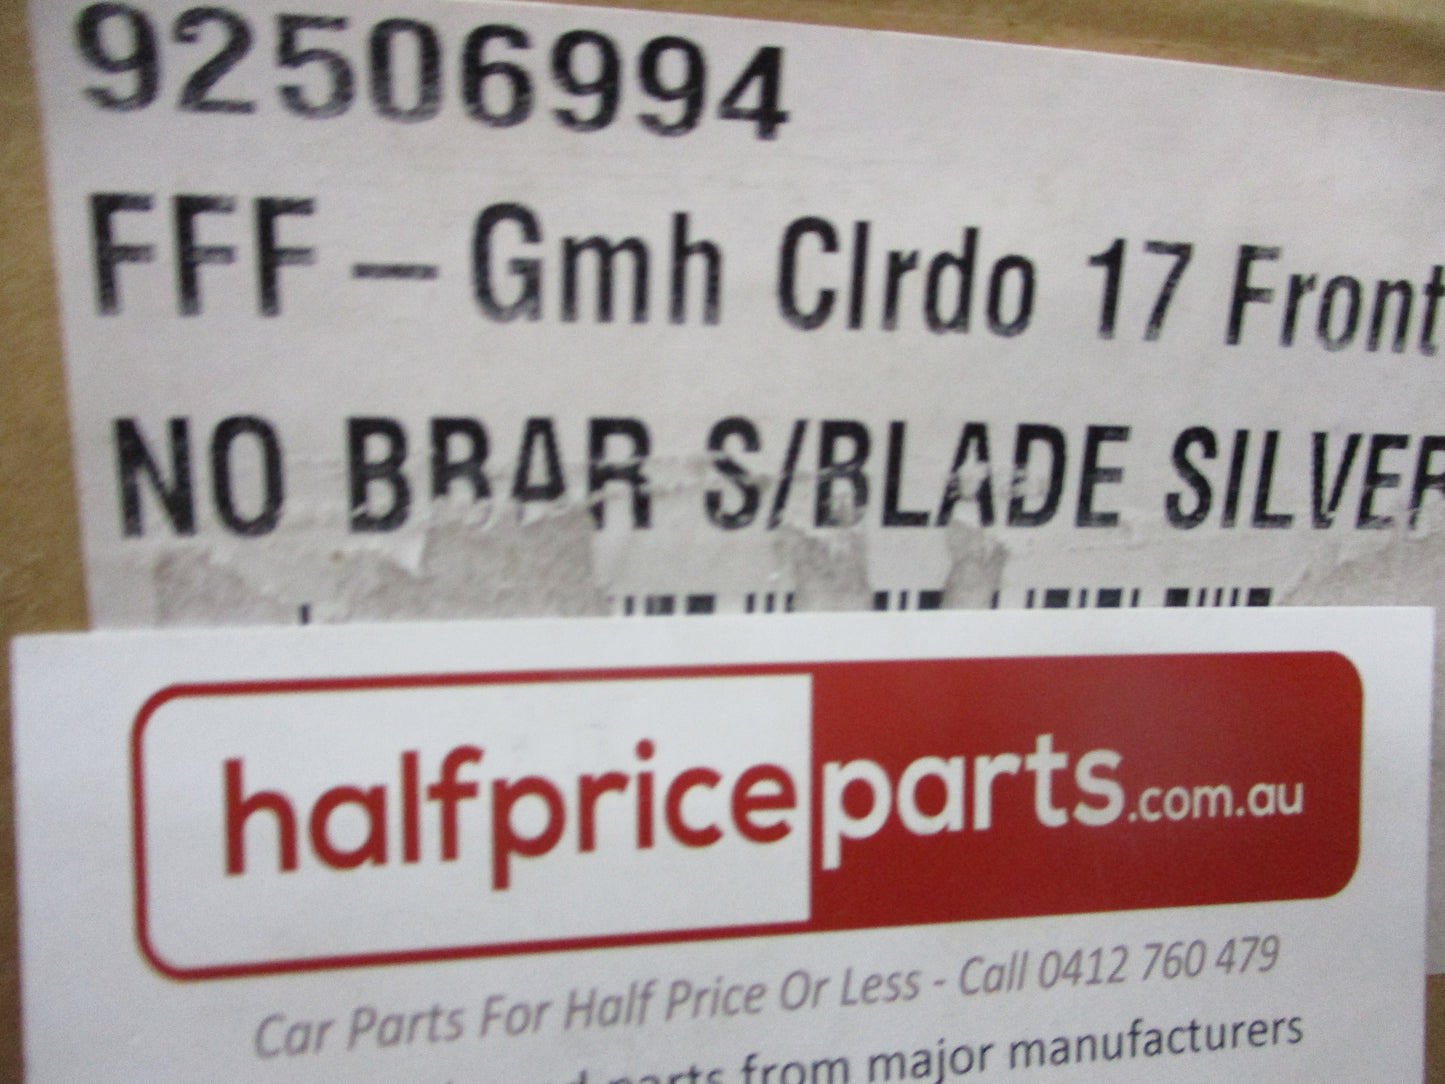 92506994
FFF - Gmh Clrdo 17 Front
NO BBAR S/BLADE SILVER
halfpriceparts.com.au
Car Parts For Half Price Or Less - Call 0412 760 479
parts from major manufacturers